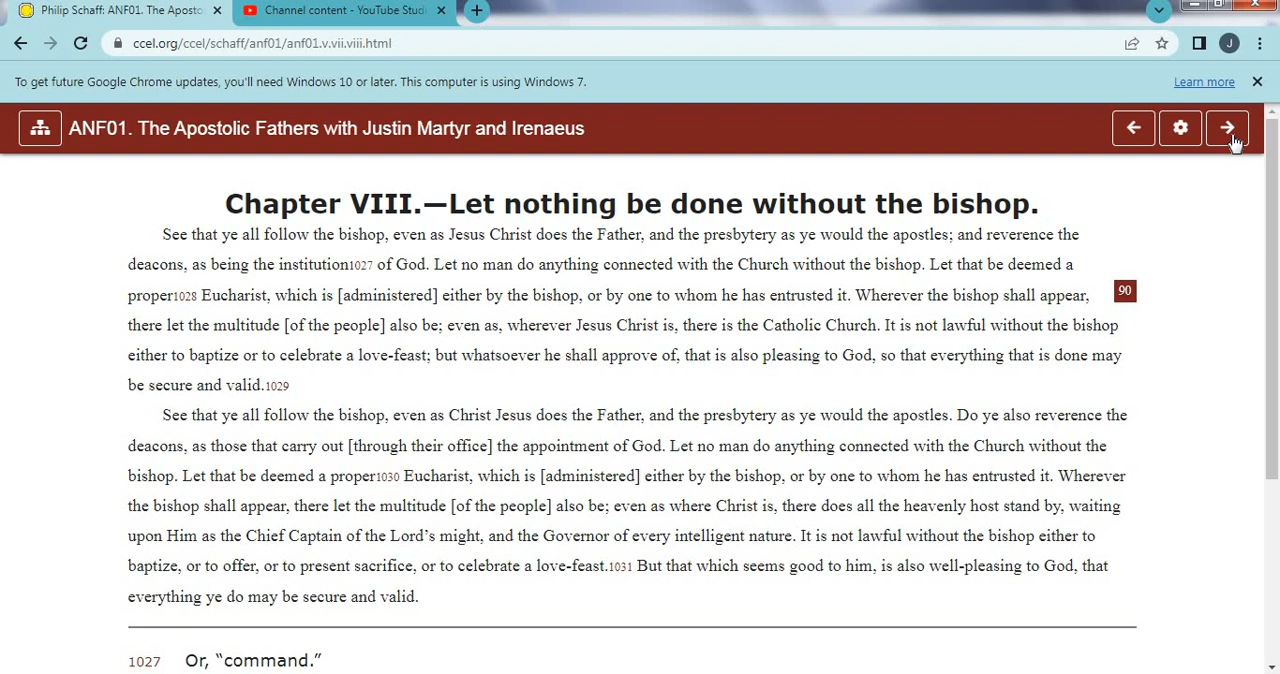 Philip Schaff: ANF01. The Aposto
Channel content - YouTube Studi
ccel.org/ccel/schaff/anf01/anf01.v.vii.viii.html
J
To get future Google Chrome updates, you'll need Windows 10 or later. This computer is using Windows 7.
Learn more
ANF01. The Apostolic Fathers with Justin Martyr and Irenaeus
Chapter VIII.—Let nothing be done without the bishop.
See that ye all follow the bishop, even as Jesus Christ does the Father, and the presbytery as ye would the apostles; and reverence the
deacons, as being the institution1027 of God. Let no man do anything connected with the Church without the bishop. Let that be deemed a
proper1028 Eucharist, which is [administered] either by the bishop, or by one to whom he has entrusted it. Wherever the bishop shall appear,
90
there let the multitude [of the people] also be; even as, wherever Jesus Christ is, there is the Catholic Church. It is not lawful without the bishop
either to baptize or to celebrate a love-feast; but whatsoever he shall approve of, that is also pleasing to God, so that everything that is done may
be secure and valid.1029
See that ye all follow the bishop, even as Christ Jesus does the Father, and the presbytery as ye would the apostles. Do ye also reverence the
deacons, as those that carry out [through their office] the appointment of God. Let no man do anything connected with the Church without the
bishop. Let that be deemed a proper1030 Eucharist, which is [administered] either by the bishop, or by one to whom he has entrusted it. Wherever
the bishop shall appear, there let the multitude [of the people] also be; even as where Christ is, there does all the heavenly host stand by, waiting
upon Him as the Chief Captain of the Lord's might, and the Governor of every intelligent nature. It is not lawful without the bishop either to
baptize, or to offer, or to present sacrifice, or to celebrate a love-feast.1031 But that which seems good to him, is also well-pleasing to God, that
everything ye do may be secure and valid.
1027 Or, “command.”